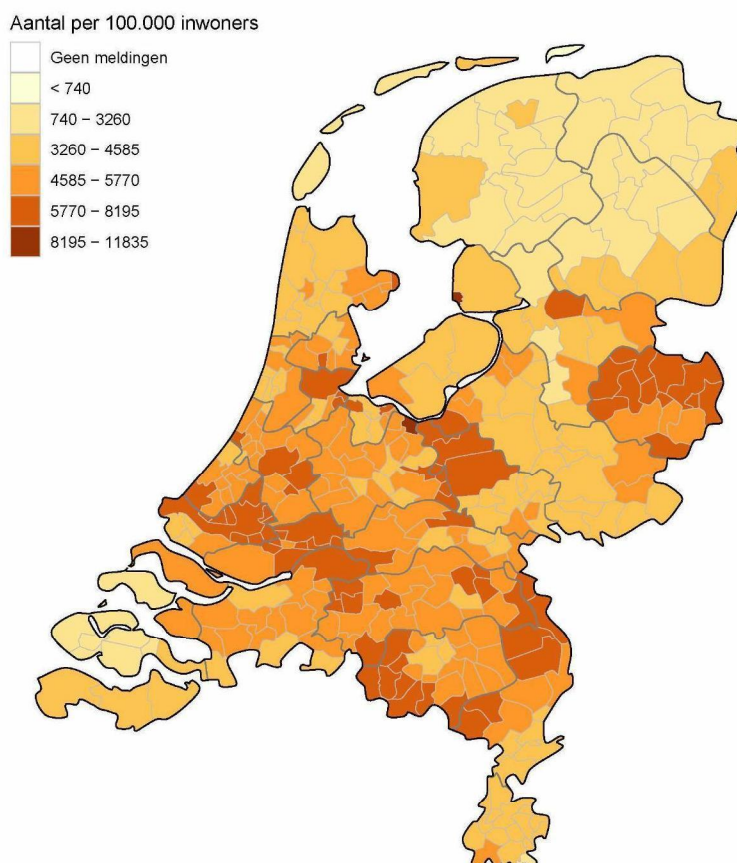 Aantal per 100.000 inwoners
Geen meldingen
< 740
740 − 3260
3260 − 4585
4585 − 5770
5770 − 8195
8195 − 11835